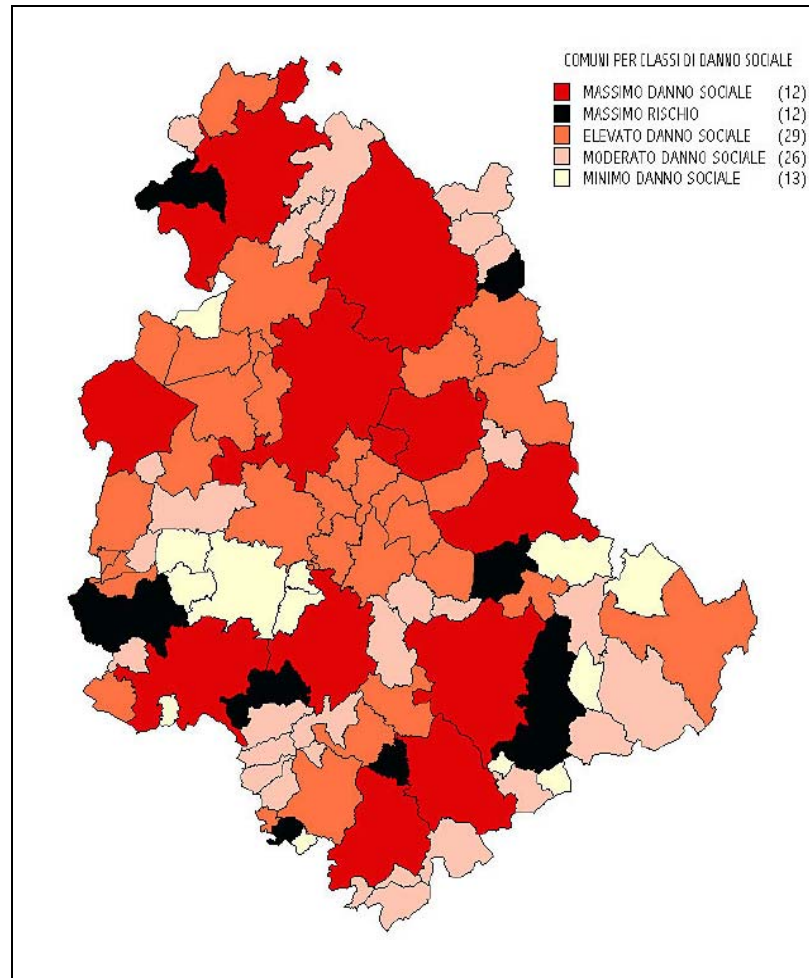 COMUNI PER CLASSI DI DANNO SOCIALE
MASSIMO DANNO SOCIALE (12)
MASSIMO RISCHIO (12)
ELEVATO DANNO SOCIALE (29)
MODERATO DANNO SOCIALE (26)
MINIMO DANNO SOCIALE (13)